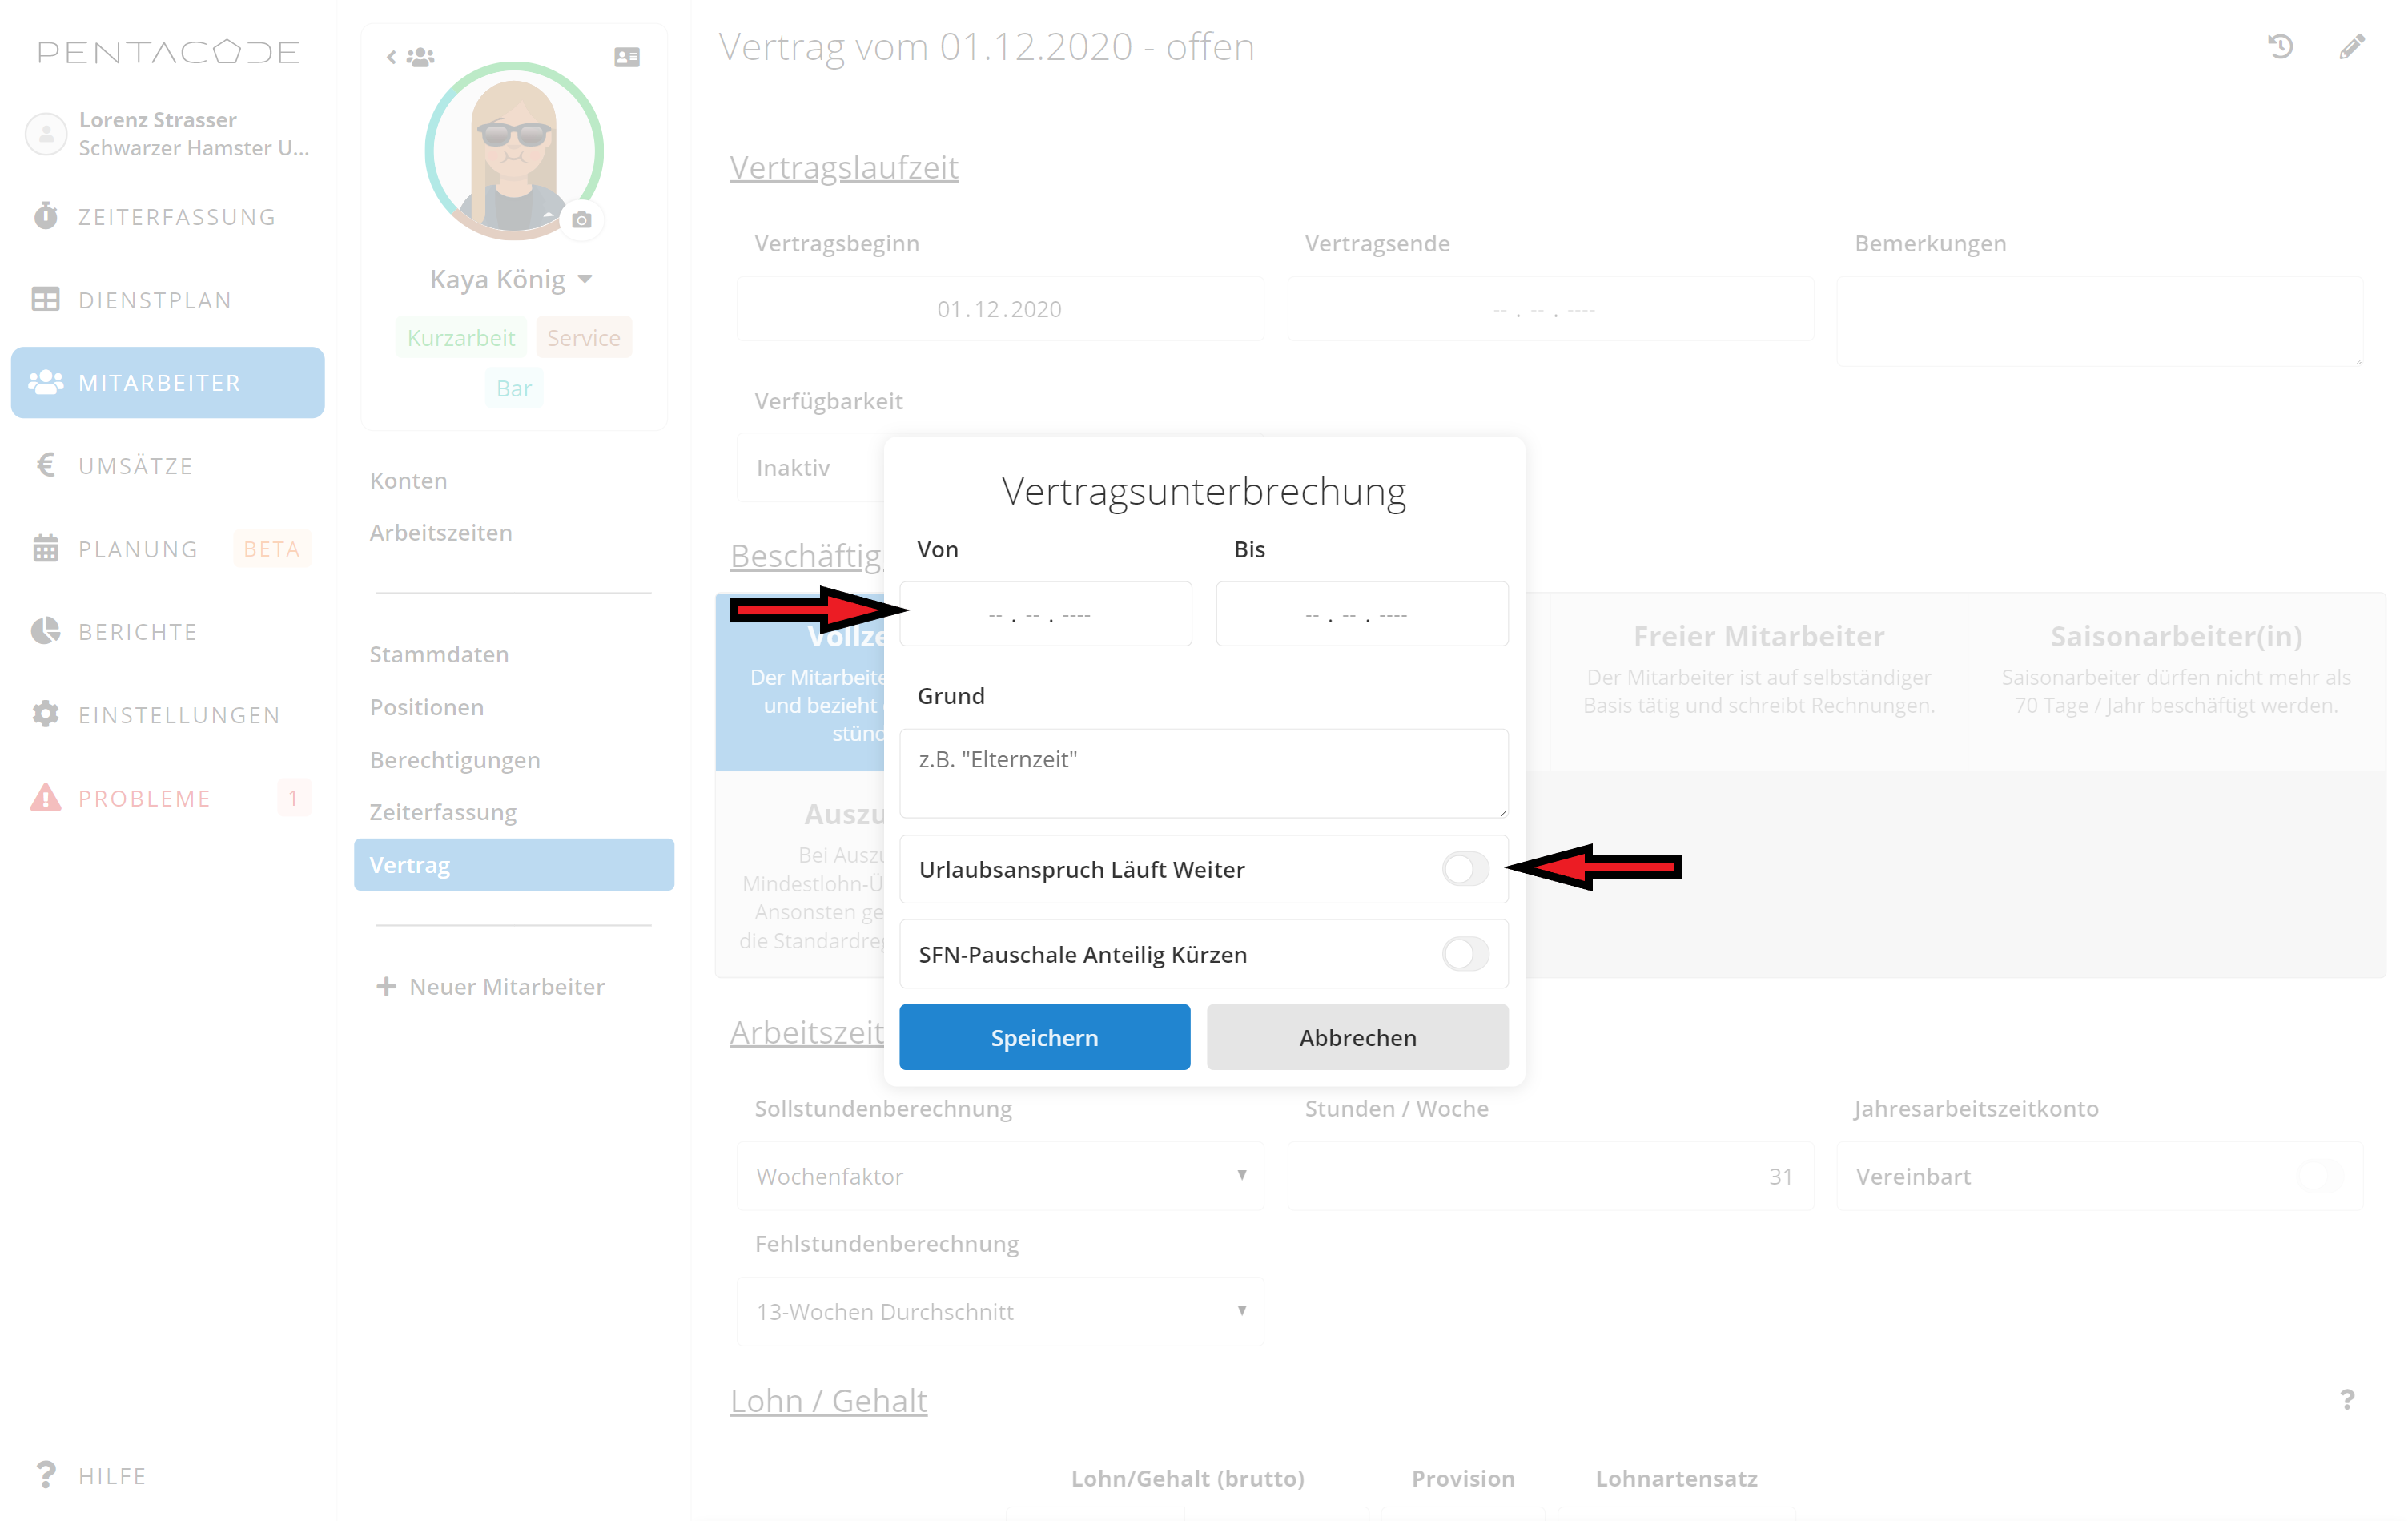 PENTACODE
Lorenz Strasser
Schwarzer Hamster U...
ZEITERFASSUNG
DIENSTPLAN
MITARBEITER
UMSÄTZE
PLANUNG BETA
BERICHTE
EINSTELLUNGEN
PROBLEME 1
HILFE
Kaya König
Kurzarbeit Service
Bar
Konten
Arbeitszeiten
Stammdaten
Positionen
Berechtigungen
Zeiterfassung
Vertrag
Neuer Mitarbeiter
Vertrag vom 01.12.2020 - offen
Vertragslaufzeit
Vertragsbeginn Vertragsende Bemerkungen
01.12.2020 -- . -- . ----
Verfügbarkeit
Inaktiv
Beschäftig
Vollze
Der Mitarbeite
und bezieht
stünd
Freier Mitarbeiter
Der Mitarbeiter ist auf selbständiger
Basis tätig und schreibt Rechnungen.
Saisonarbeiter(in)
Saisonarbeiter dürfen nicht mehr als
70 Tage / Jahr beschäftigt werden.
Auszu
Bei Auszu
Mindestlohn-Ü
Ansonsten ge
die Standardreg
Vertragsunterbrechung
Von Bis
-- . -- . ---- -- . -- . ----
Grund
z.B. "Elternzeit"
Urlaubsanspruch Läuft Weiter
SFN-Pauschale Anteilig Kürzen
Speichern Abbrechen
Arbeitszeit
Sollstundenberechnung Stunden / Woche Jahresarbeitszeitkonto
Wochenfaktor 31 Vereinbart
Fehlstundenberechnung
13-Wochen Durchschnitt
Lohn / Gehalt ?
Lohn/Gehalt (brutto) Provision Lohnartensatz